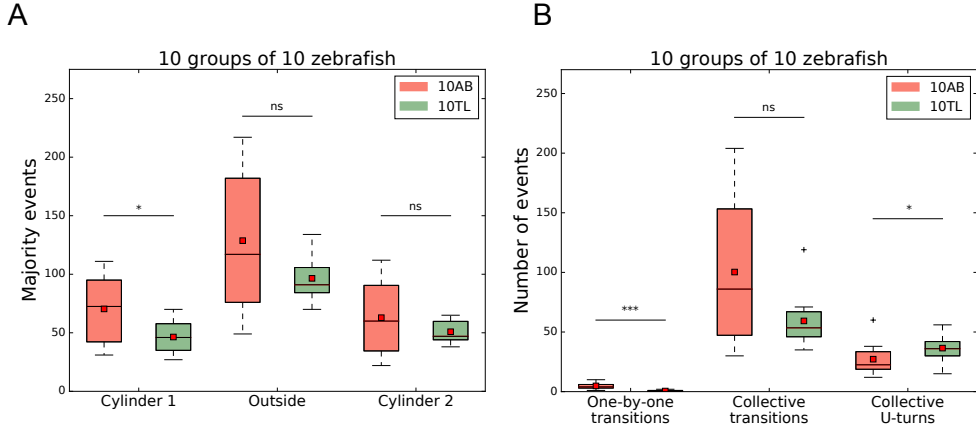 A
10 groups of 10 zebrafish
10AB
10TL
Majority events
250
200
150
100
50
0
*
ns
ns
Cylinder 1
Outside
Cylinder 2
B
10 groups of 10 zebrafish
10AB
10TL
Number of events
250
200
150
100
50
0
***
ns
*
One-by-one
transitions
Collective
transitions
Collective
U-turns